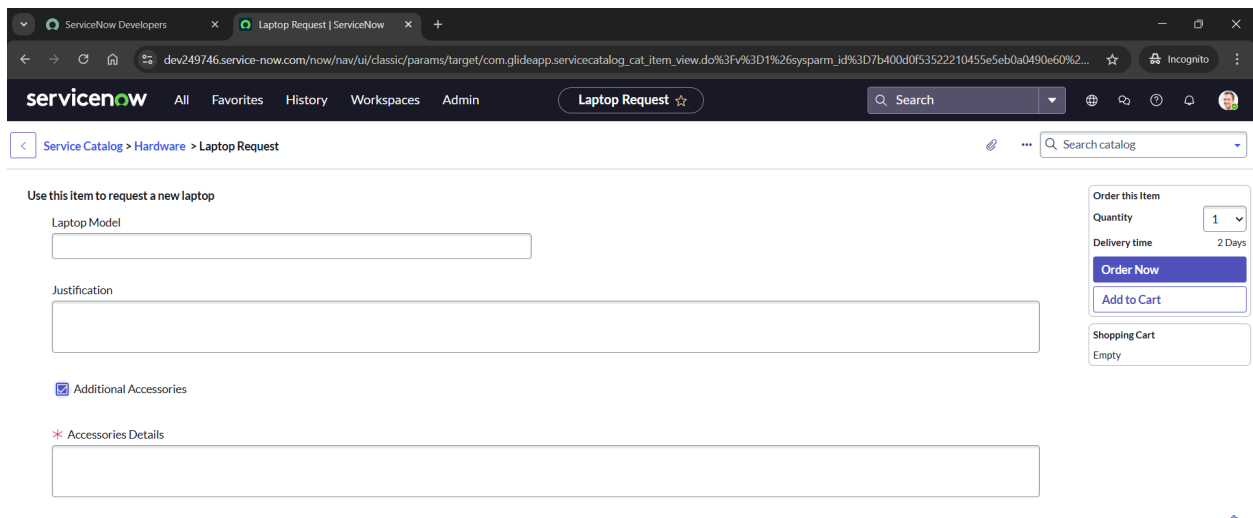 ServiceNow Developers
Laptop Request | ServiceNow
dev249746.service-now.com/now/nav/ui/classic/params/target/com.glideapp.servicecatalog_cat_item_view.do%3Fv%3D1%26sysparm_id%3D7b400d0f53522210455e5eb0a0490e60%2...
Incognito
servicenow
All Favorites History Workspaces Admin
Laptop Request
Search
Service Catalog > Hardware > Laptop Request
Search catalog
Use this item to request a new laptop
Laptop Model
Justification
Additional Accessories
* Accessories Details
Order this Item
Quantity 1
Delivery time 2 Days
Order Now
Add to Cart
Shopping Cart
Empty